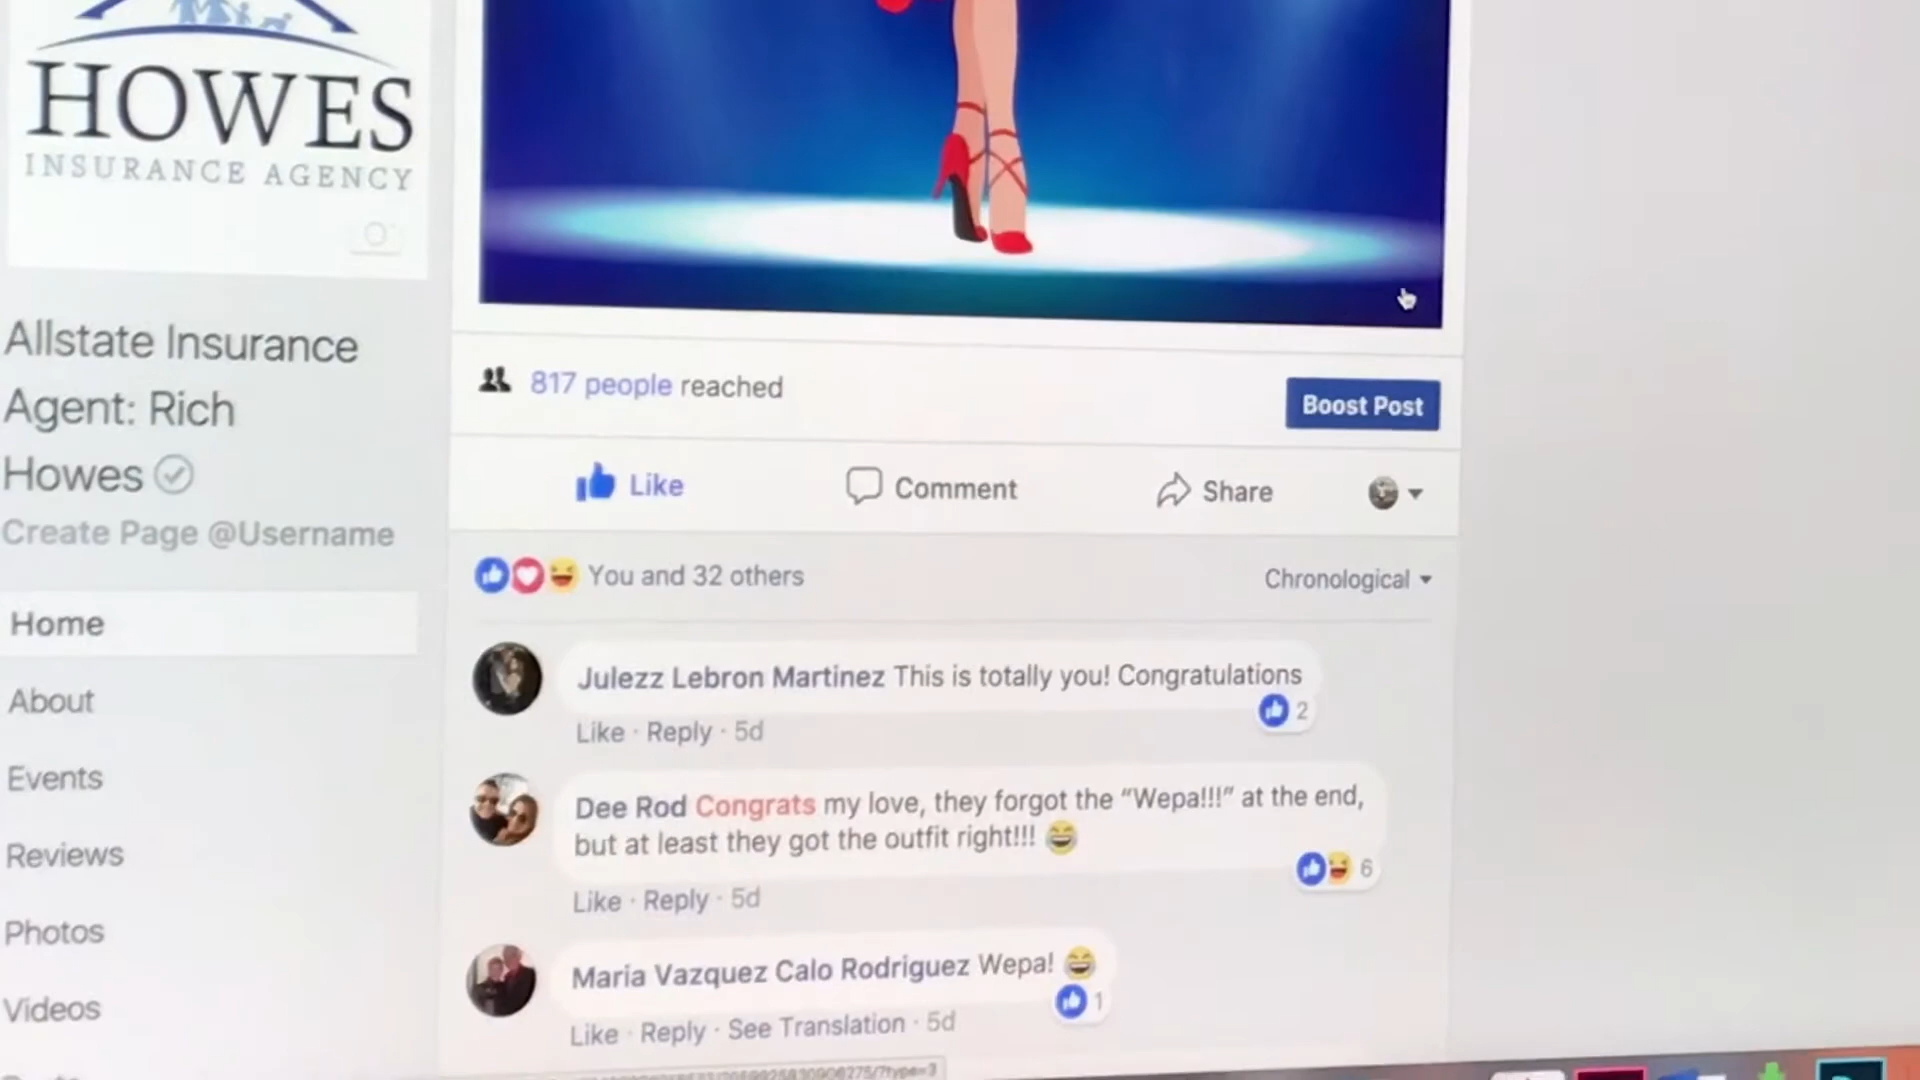 HOWES
INSURANCE AGENCY
Allstate Insurance
Agent: Rich
Howes
Create Page @Username
Home
About
Events
Reviews
Photos
Videos
817 people reached
Boost Post
Like
Comment
Share
You and 32 others
Chronological
Julezz Lebron Martinez This is totally you! Congratulations
2
Like · Reply · 5d
Dee Rod Congrats my love, they forgot the “Wepa!!!” at the end,
but at least they got the outfit right!!! 😄
6
Like · Reply · 5d
Maria Vazquez Calo Rodriguez Wepa! 😄
1
Like · Reply · See Translation · 5d